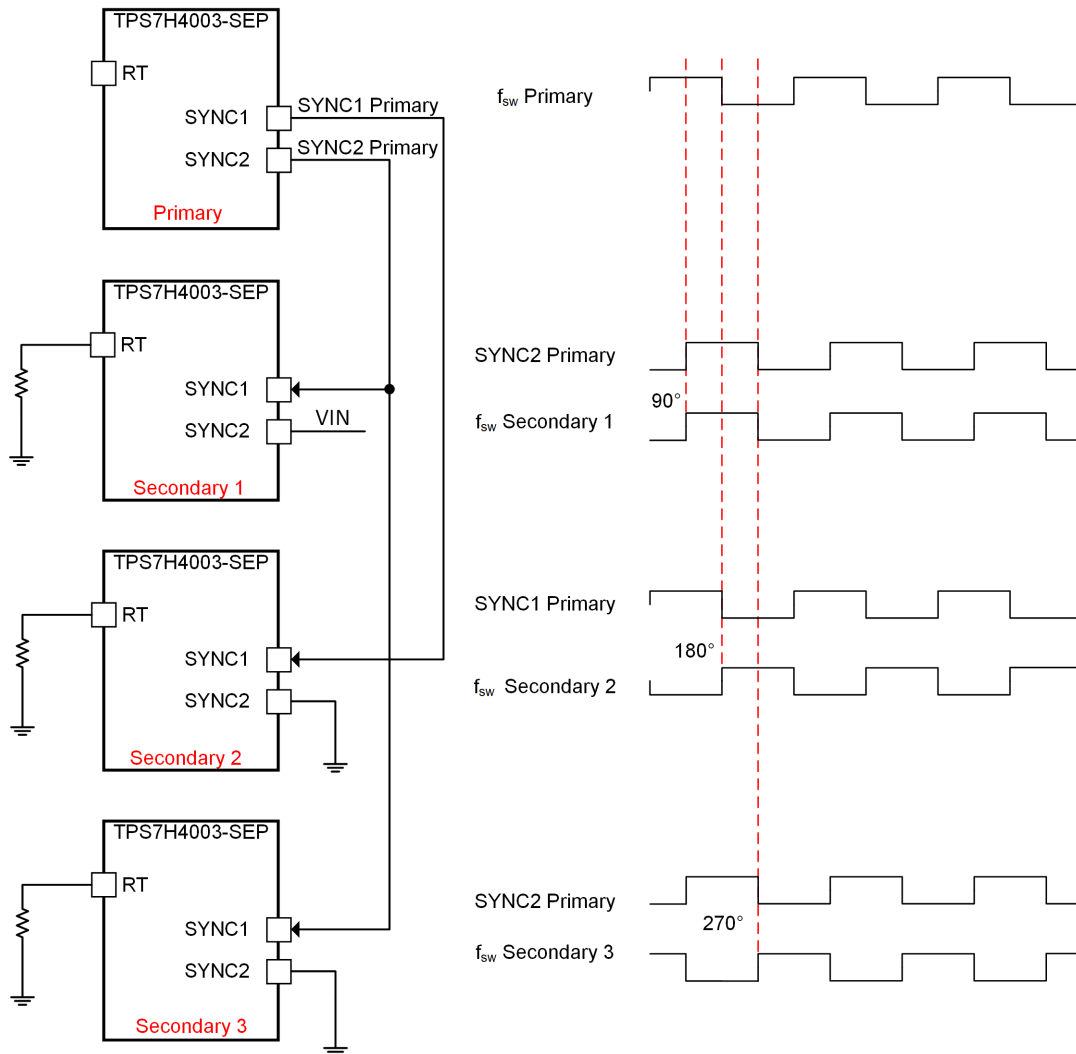 TPS7H4003-SEP
RT
SYNC1
SYNC1 Primary
SYNC2
SYNC2 Primary
Primary
TPS7H4003-SEP
RT
SYNC1
SYNC2
VIN
Secondary 1
TPS7H4003-SEP
RT
SYNC1
SYNC2
Secondary 2
TPS7H4003-SEP
RT
SYNC1
SYNC2
Secondary 3
fsw Primary
SYNC2 Primary
90°
fsw Secondary 1
SYNC1 Primary
180°
fsw Secondary 2
SYNC2 Primary
270°
fsw Secondary 3